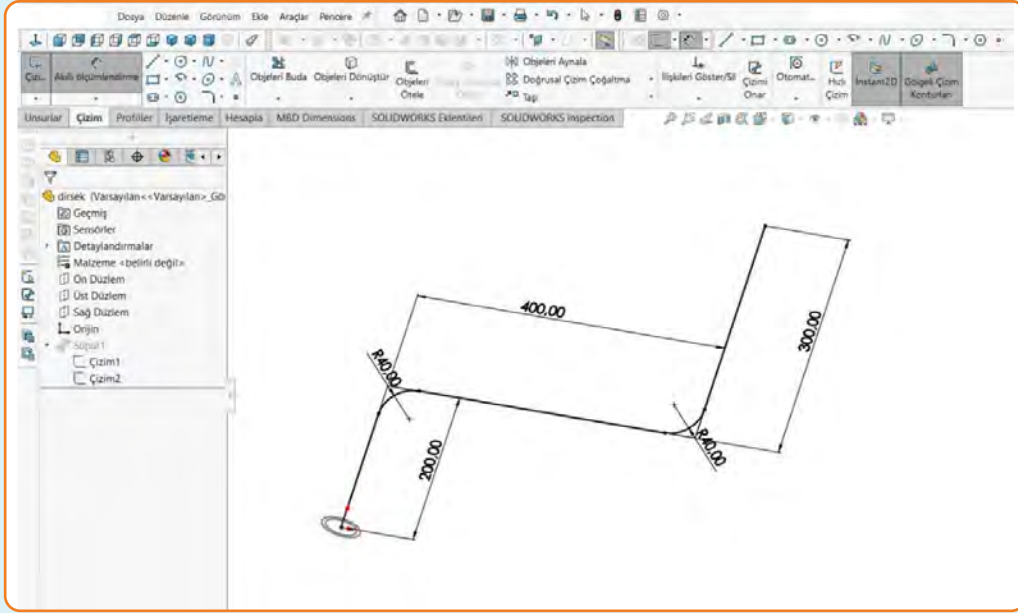 Dosya Düzenle Görünüm Ekle Araçlar Pencere
Çizi... Akıllı ölçümlendirme
Objeleri Buda Objeleri Dönüştür Objeleri Ötele
Objeleri Aynala
Doğrusal Çizim Çoğaltma
Taşı
İlişkileri Göster/Sil
Çizimi Onar
Otomat...
Hızlı Çizim
Instant2D
Gölgeli Çizim Konturları
Unsurlar Çizim Profiller İşaretleme Hesapla MBD Dimensions SOLIDWORKS Eklentileri SOLIDWORKS Inspection
dirsek (Varsayılan<<Varsayılan>_Gö
Geçmiş
Sensörler
Detaylandırmalar
Malzeme <belirli değil>
Ön Düzlem
Üst Düzlem
Sağ Düzlem
Orijin
Süpür1
Çizim1
Çizim2
400,00
300,00
R40,00
R40,00
200,00